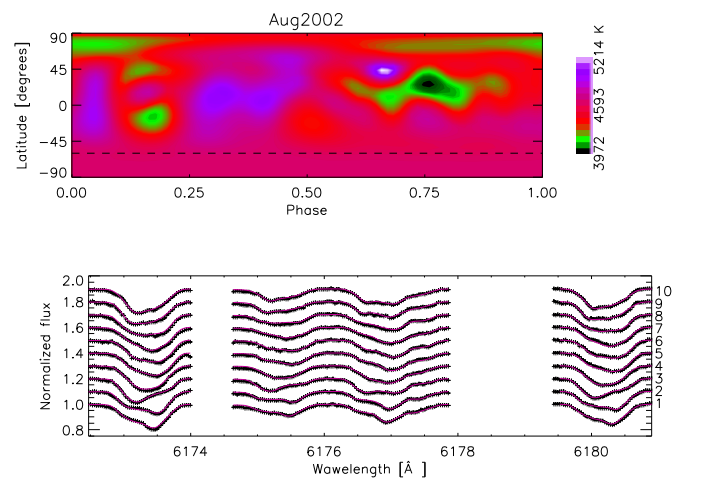 Aug2002
90
45
0
−45
−90
Latitude [degrees]
0.00 0.25 0.50 0.75 1.00
Phase
3972 4593 5214 K
2.0
1.8
1.6
1.4
1.2
1.0
0.8
Normalized flux
10
9
8
7
6
5
4
3
2
1
6174 6176 6178 6180
Wawelength [Å ]